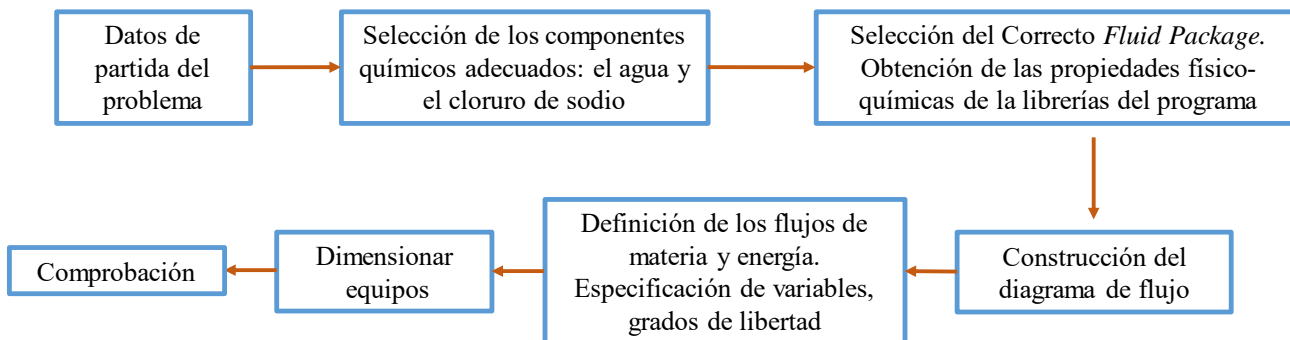 Datos de
partida del
problema
Selección de los componentes
químicos adecuados: el agua y
el cloruro de sodio
Selección del Correcto Fluid Package.
Obtención de las propiedades físico-
químicas de la librerías del programa
Construcción del
diagrama de flujo
Definición de los flujos de
materia y energía.
Especificación de variables,
grados de libertad
Dimensionar
equipos
Comprobación